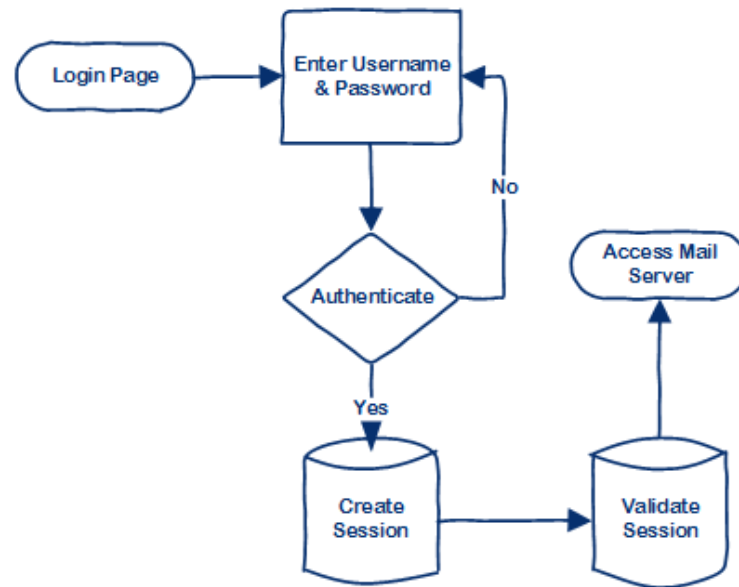 Login Page
Enter Username
& Password
No
Authenticate
Access Mail
Server
Yes
Create
Session
Validate
Session